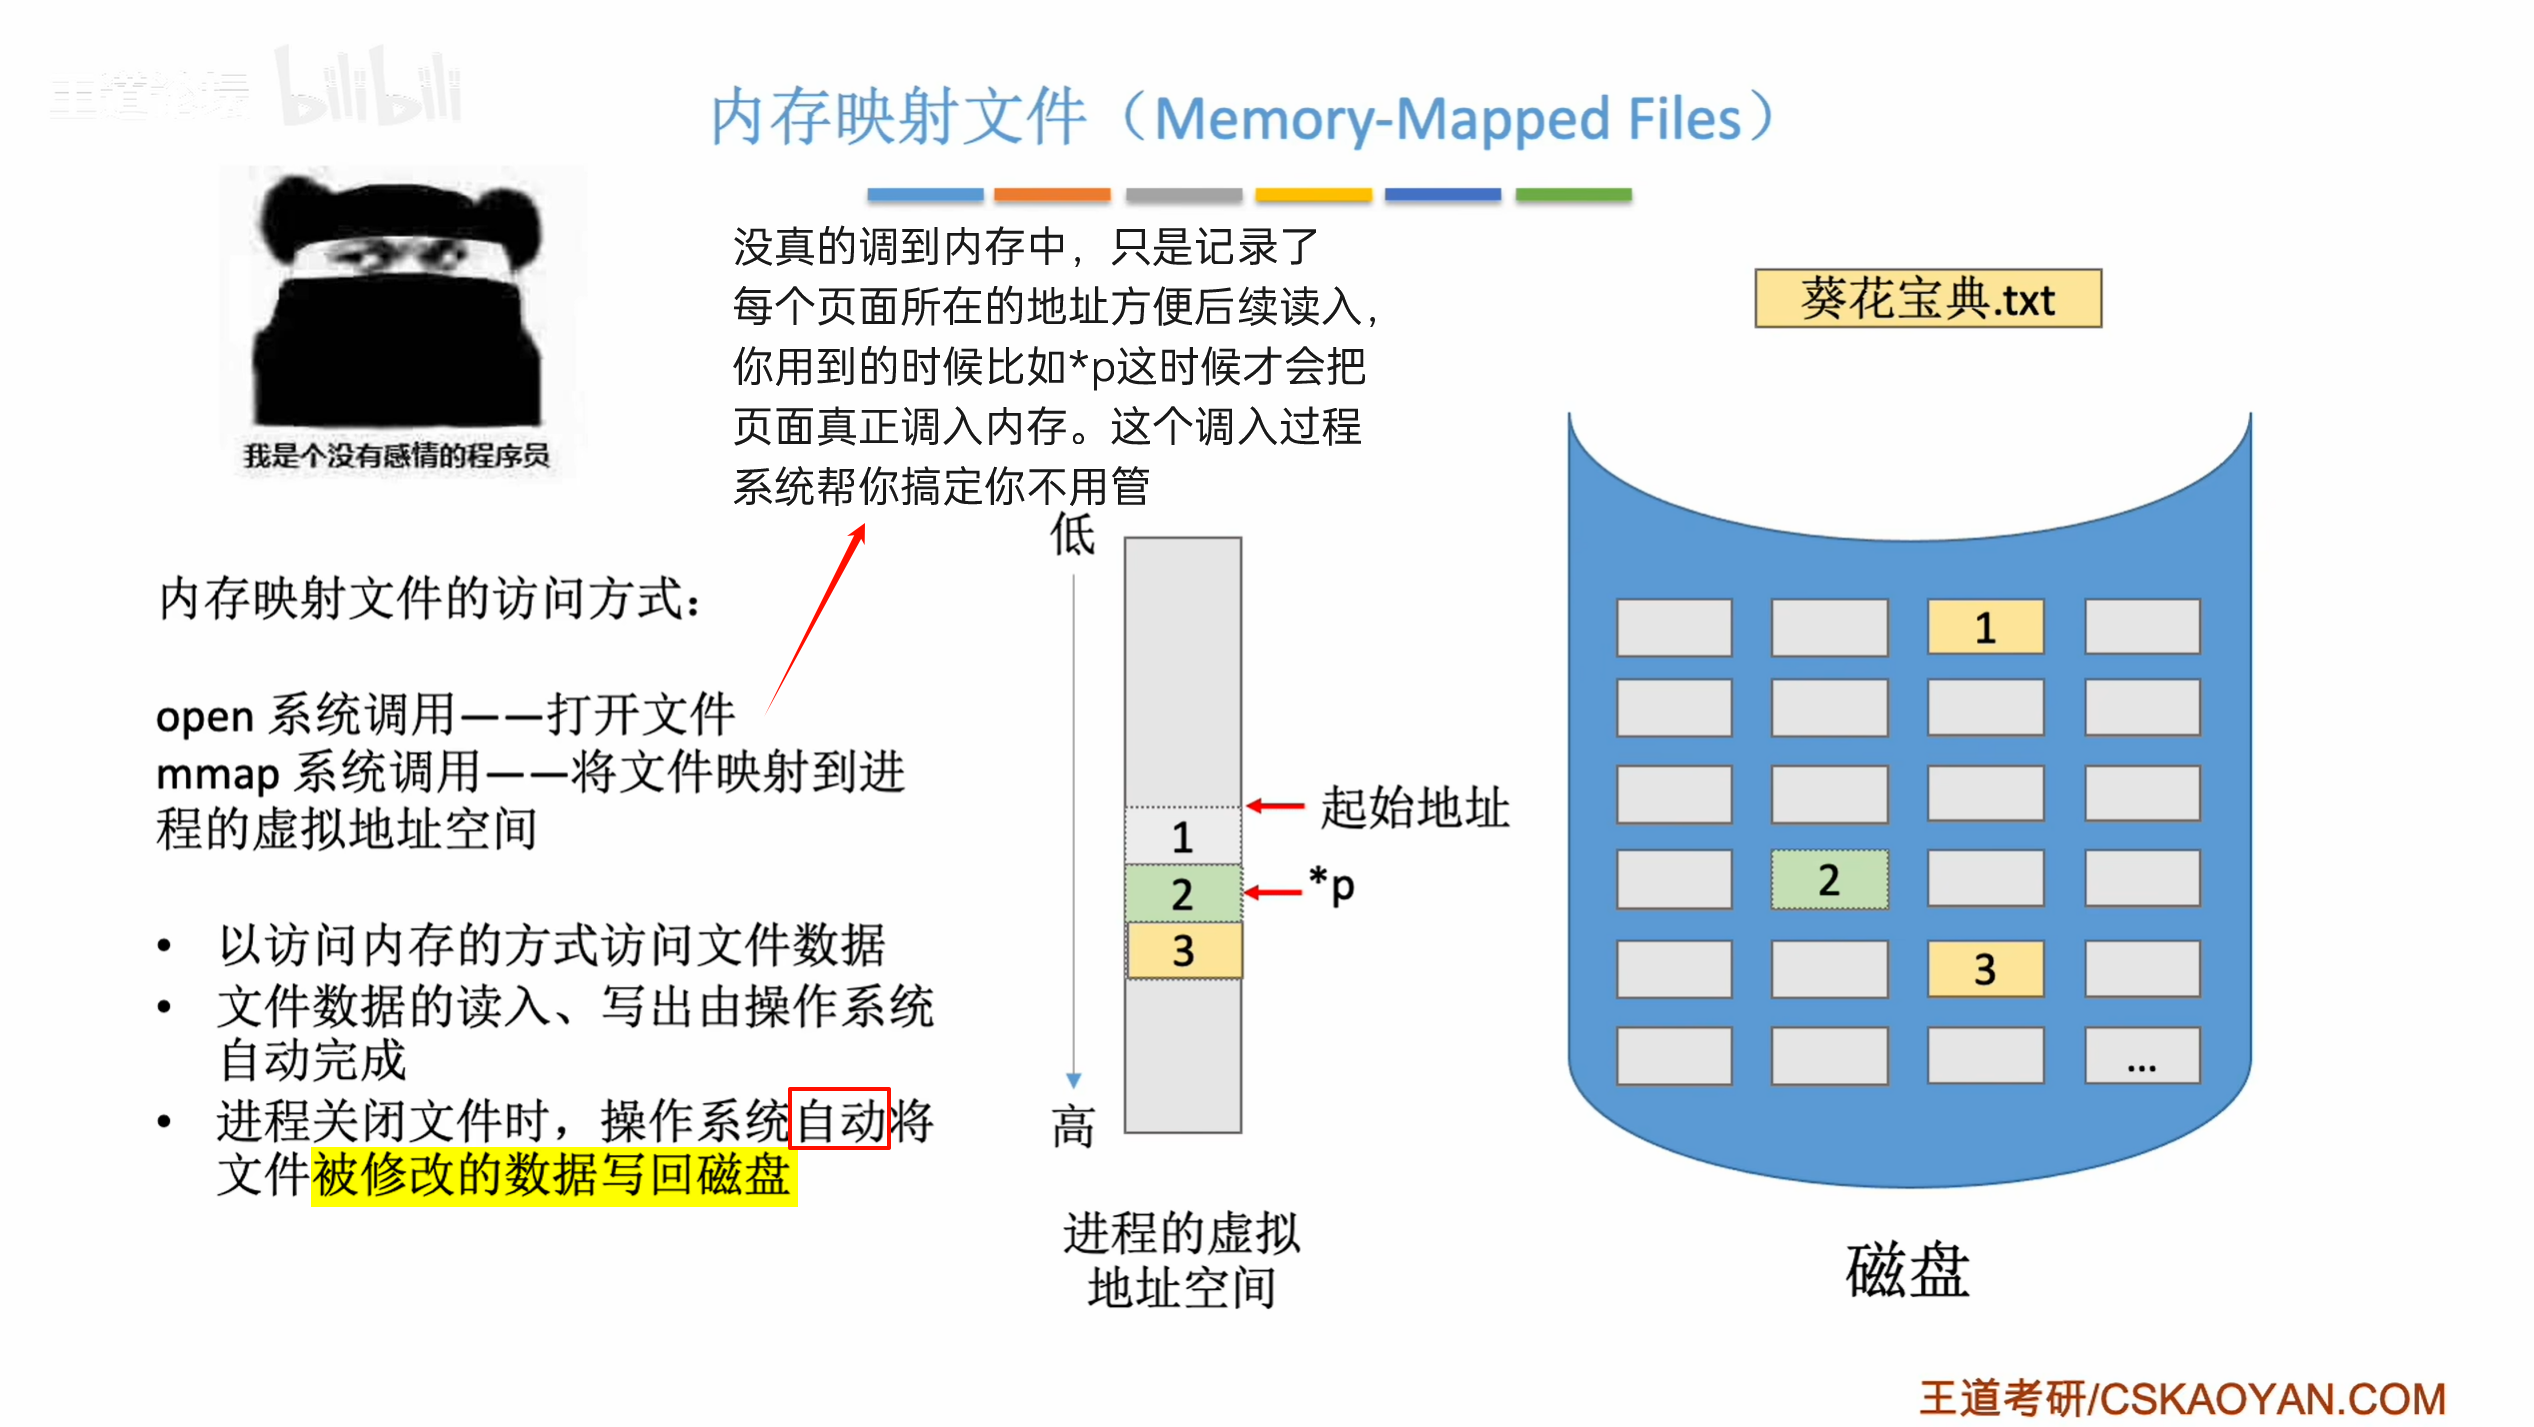 王道论坛 bilibili
内存映射文件（Memory-Mapped Files）
我是个没有感情的程序员
没真的调到内存中，只是记录了
每个页面所在的地址方便后续读入，
你用到的时候比如*p这时候才会把
页面真正调入内存。这个调入过程
系统帮你搞定你不用管
内存映射文件的访问方式：
open 系统调用——打开文件
mmap 系统调用——将文件映射到进
程的虚拟地址空间
• 以访问内存的方式访问文件数据
• 文件数据的读入、写出由操作系统
自动完成
• 进程关闭文件时，操作系统自动将
文件被修改的数据写回磁盘
低
起始地址
1
2
*p
3
高
进程的虚拟
地址空间
葵花宝典.txt
1
2
3
...
磁盘
王道考研/CSKAOYAN.COM